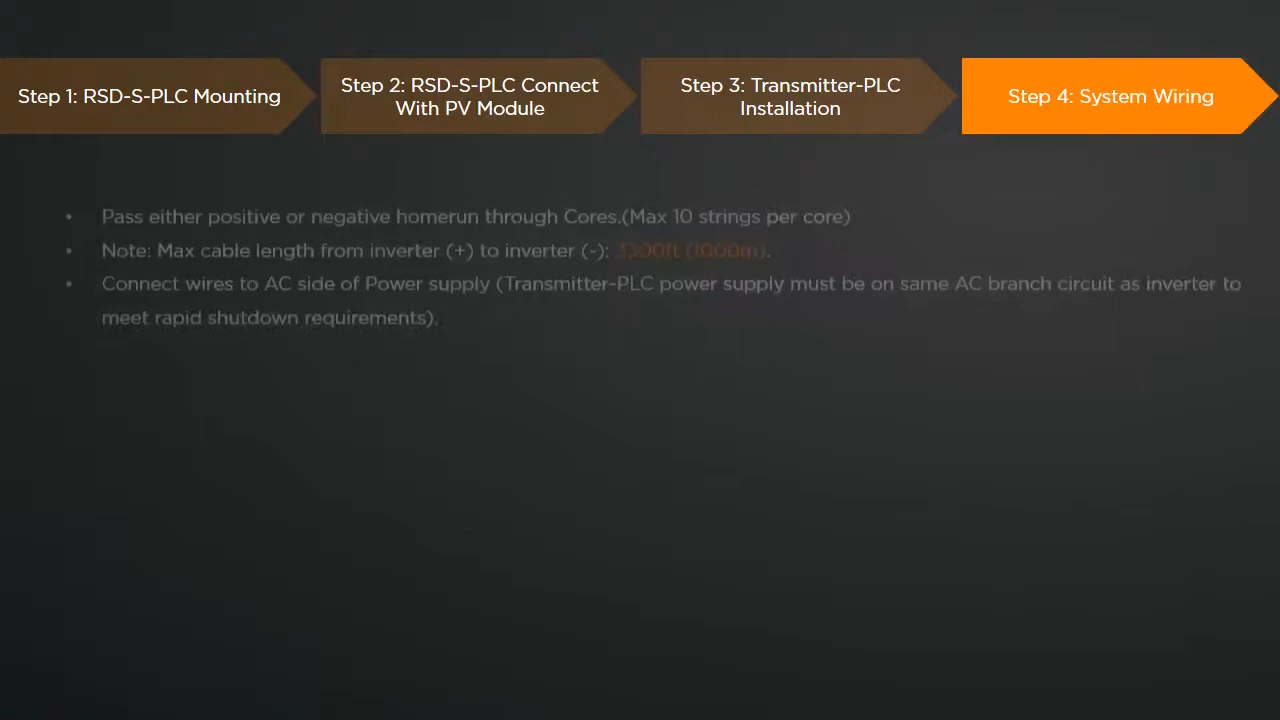 Step 1: RSD-S-PLC Mounting
Step 2: RSD-S-PLC Connect
With PV Module
Step 3: Transmitter-PLC
Installation
Step 4: System Wiring
• Pass either positive or negative homerun through Cores.(Max 10 strings per core)
• Note: Max cable length from inverter (+) to inverter (-): 3300ft (1000m).
• Connect wires to AC side of Power supply (Transmitter-PLC power supply must be on same AC branch circuit as inverter to
meet rapid shutdown requirements).